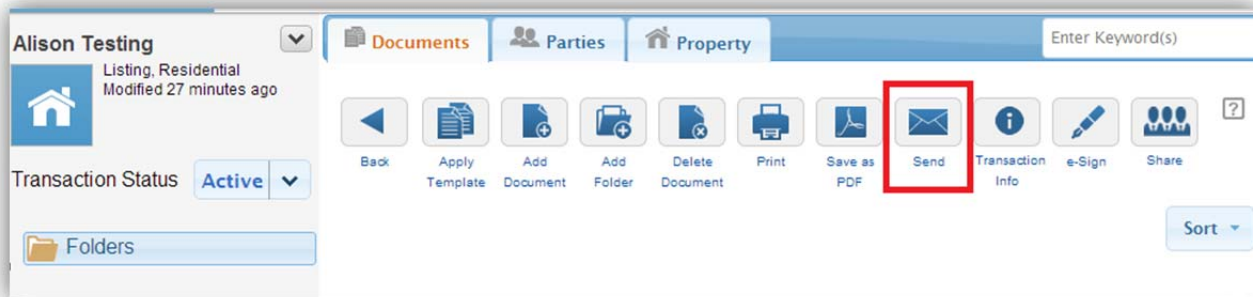 Alison Testing
Listing, Residential
Modified 27 minutes ago
Transaction Status Active
Folders
Documents Parties Property
Enter Keyword(s)
Back
Apply Template
Add Document
Add Folder
Delete Document
Print
Save as PDF
Send
Transaction Info
e-Sign
Share
?
Sort